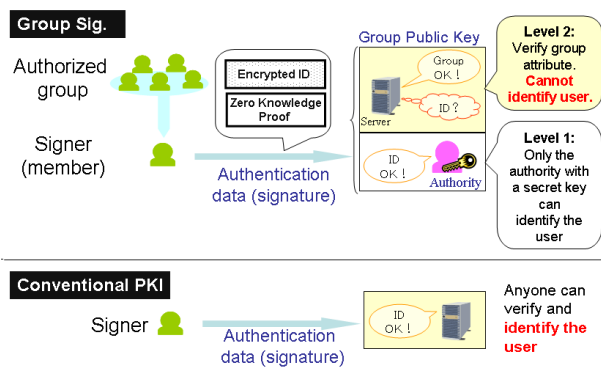 Group Sig.
Authorized
group
Signer
(member)
Encrypted ID
Zero Knowledge
Proof
Authentication
data (signature)
Group Public Key
Group
OK !
ID ?
Server
ID
OK !
Authority
Level 2:
Verify group
attribute.
Cannot
identify user.
Level 1:
Only the
authority with
a secret key
can
identify the
user
Conventional PKI
Signer
Authentication
data (signature)
ID
OK !
Anyone can
verify and
identify the
user